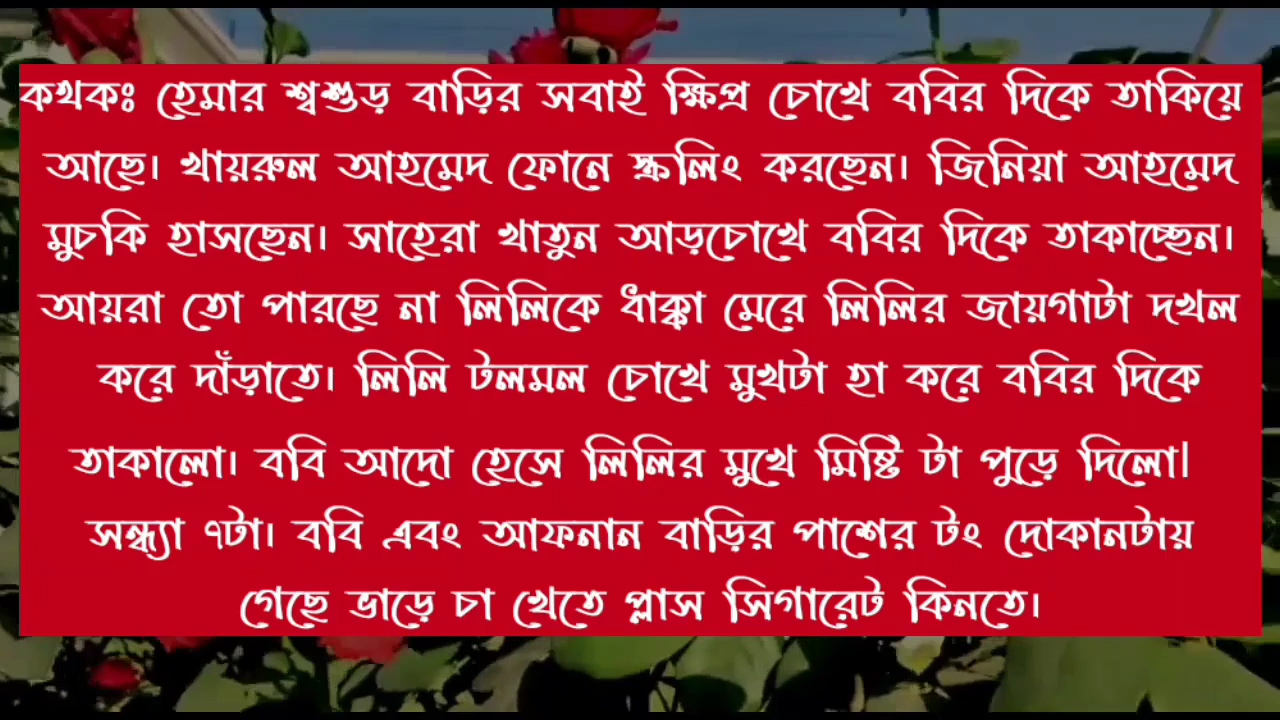 কথকঃ হেমার শ্বশুড় বাড়ির সবাই ক্ষিপ্র চোখে ববির দিকে তাকিয়ে
আছে। খায়রুল আহমেদ ফোনে স্ক্রলিং করছেন। জিনিয়া আহমেদ
মুচকি হাসছেন। সাহেরা খাতুন আড়চোখে ববির দিকে তাকাচ্ছেন।
আয়রা তো পারছে না লিলিকে ধাক্কা মেরে লিলির জায়গাটা দখল
করে দাঁড়াতে। লিলি টলমল চোখে মুখটা হা করে ববির দিকে
তাকালো। ববি আদো হেসে লিলির মুখে মিষ্টি টা পুড়ে দিলো|
সন্ধ্যা ৭টা। ববি এবং আফনান বাড়ির পাশের টং দোকানটায়
গেছে ভাড়ে চা খেতে প্লাস সিগারেট কিনতে।